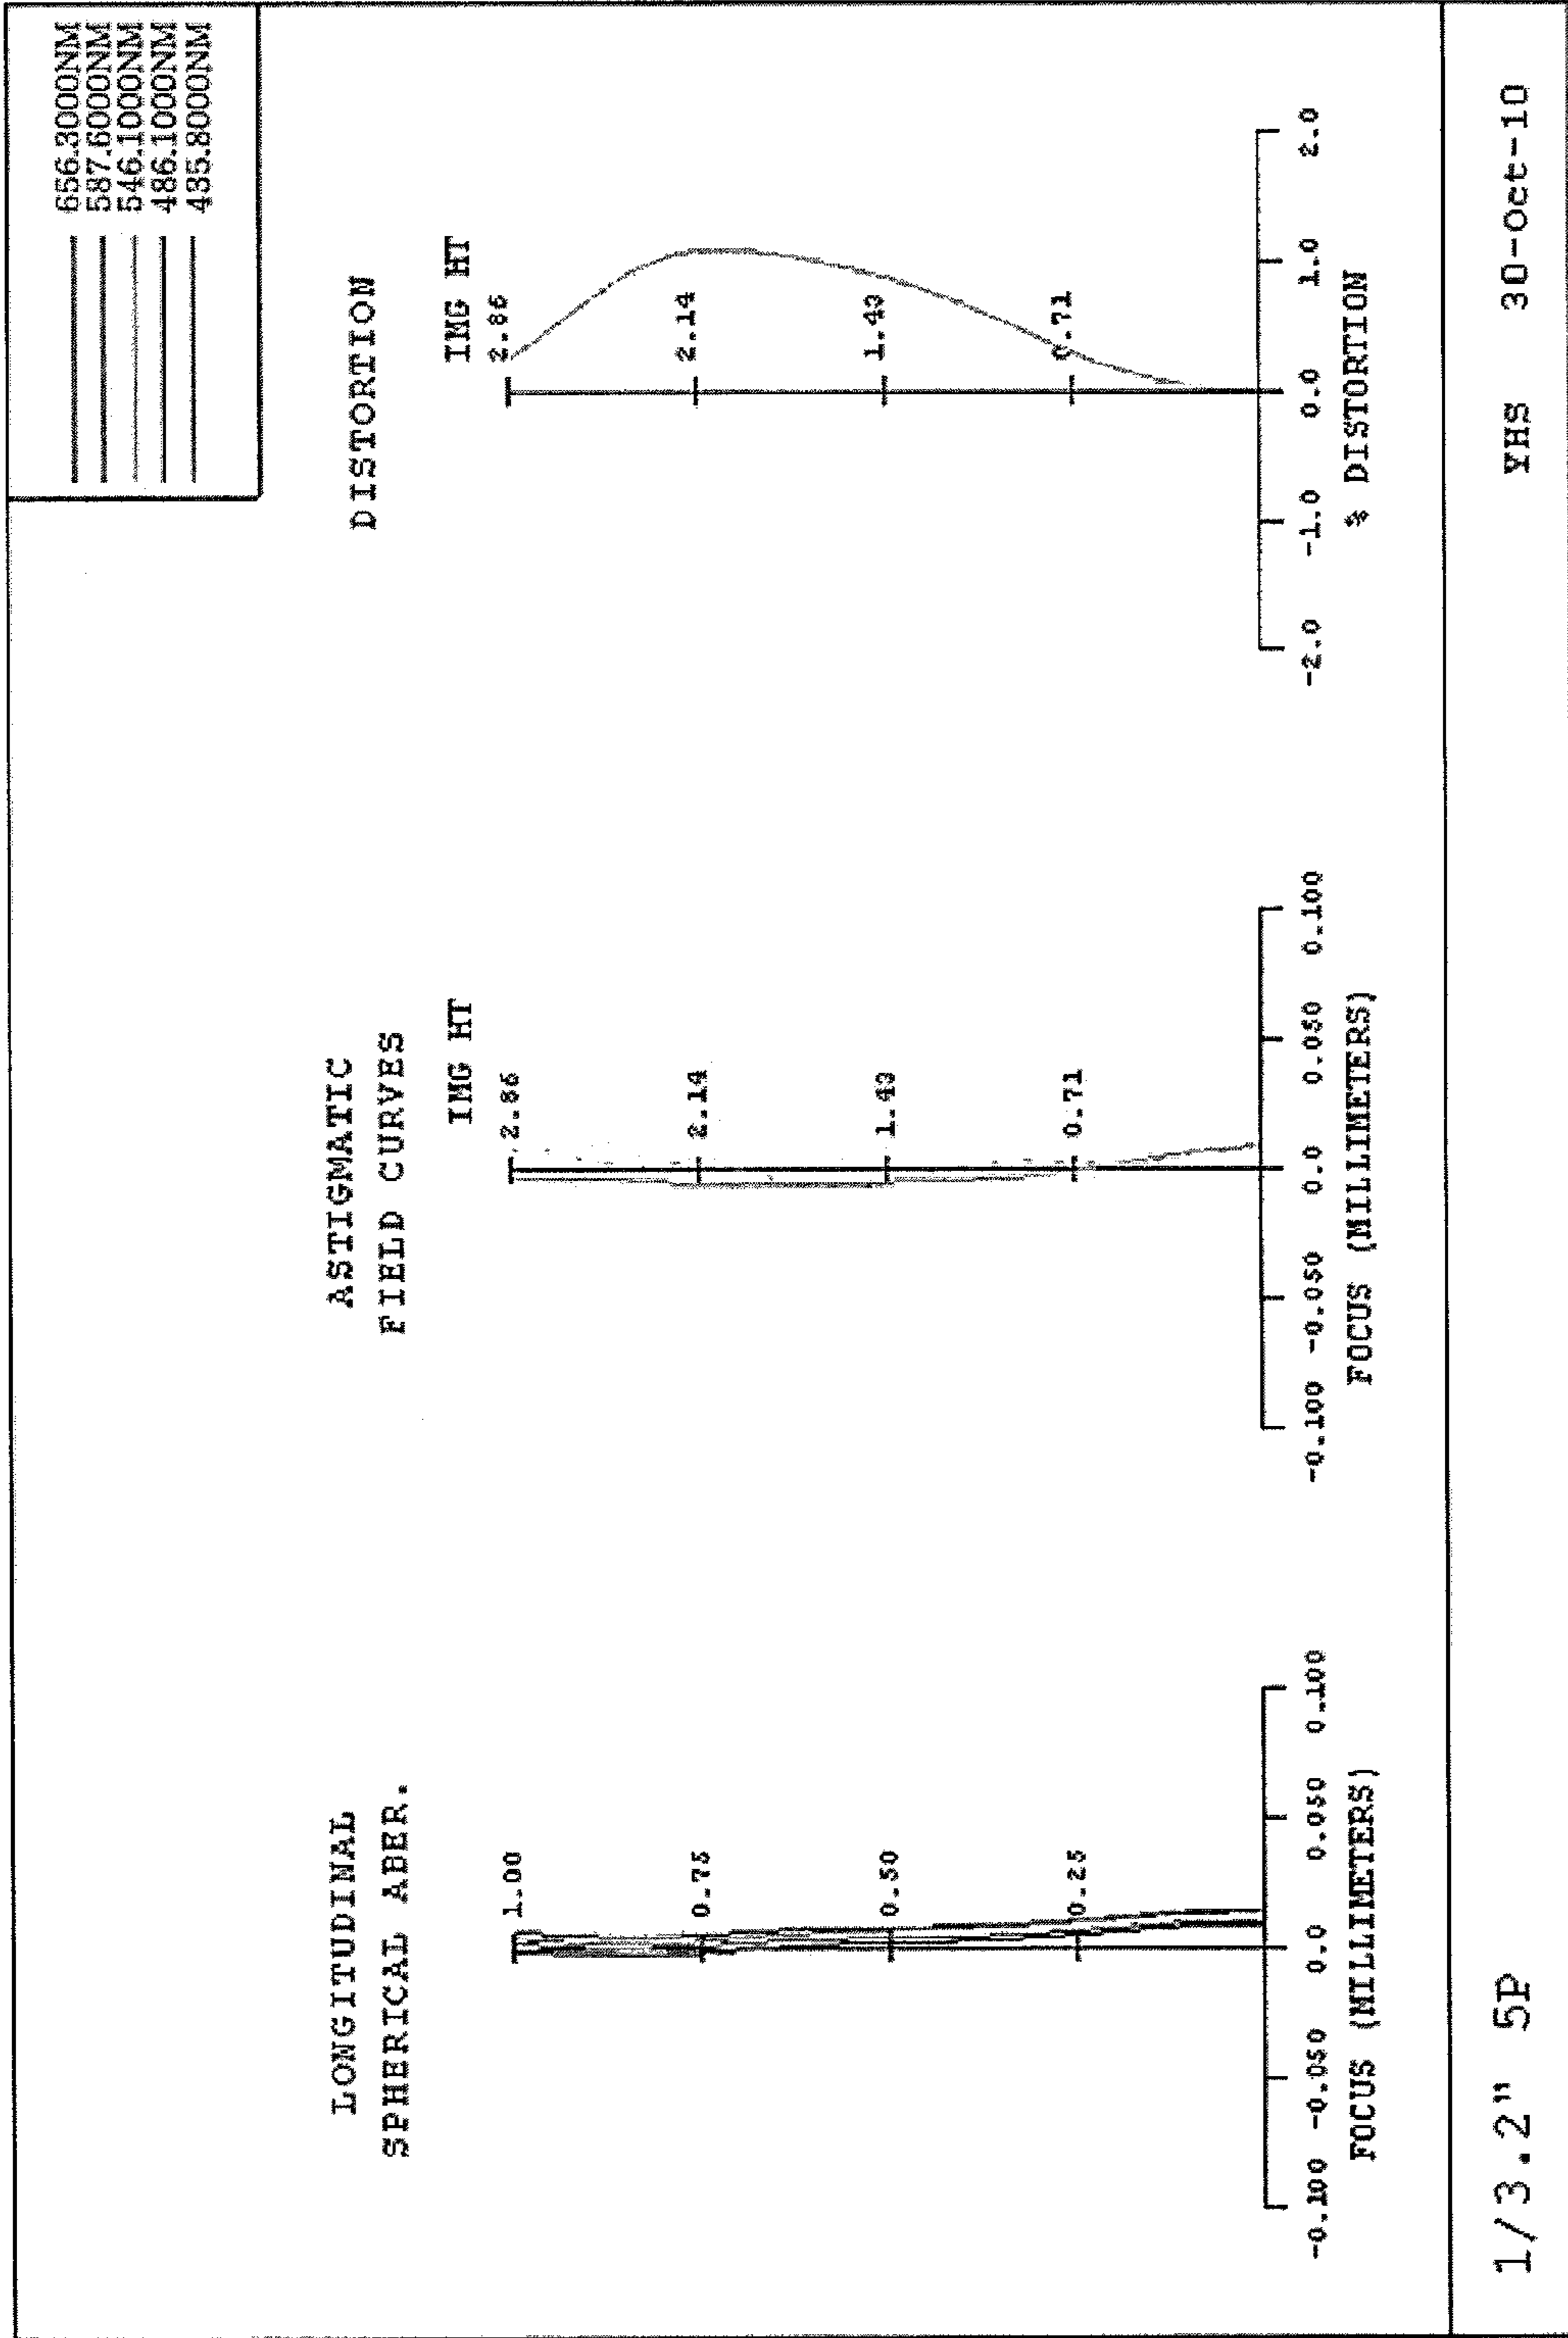 656.3000NM
587.6000NM
546.1000NM
486.1000NM
435.8000NM
LONGITUDINAL
SPHERICAL ABER.
1.00
0.75
0.50
0.25
-0.100 -0.050 0.0 0.050 0.100
FOCUS (MILLIMETERS)
ASTIGMATIC
FIELD CURVES
IMG HT
2.86
2.14
1.43
0.71
-0.100 -0.050 0.0 0.050 0.100
FOCUS (MILLIMETERS)
DISTORTION
IMG HT
2.86
2.14
1.43
0.71
-2.0 -1.0 0.0 1.0 2.0
% DISTORTION
1/3.2" 5P YHS 30-Oct-10